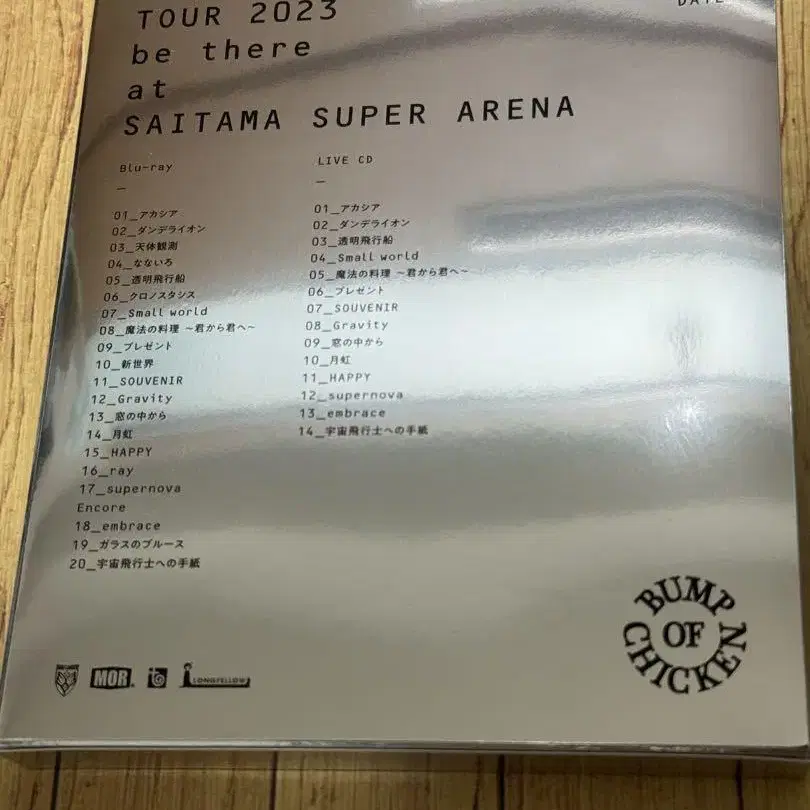 TOUR 2023
DATE
be there
at
SAITAMA SUPER ARENA
Blu-ray
—
01_アカシア
02_ダンデライオン
03_天体観測
04_なないろ
05_透明飛行船
06_クロノスタシス
07_Small world
08_魔法の料理 ～君から君へ～
09_プレゼント
10_新世界
11_SOUVENIR
12_Gravity
13_窓の中から
14_月虹
15_HAPPY
16_ray
17_supernova
Encore
18_embrace
19_ガラスのブルース
20_宇宙飛行士への手紙
LIVE CD
—
01_アカシア
02_ダンデライオン
03_透明飛行船
04_Small world
05_魔法の料理 ～君から君へ～
06_プレゼント
07_SOUVENIR
08_Gravity
09_窓の中から
10_月虹
11_HAPPY
12_supernova
13_embrace
14_宇宙飛行士への手紙
MOR
LONGFELLOW
BUMP
OF
CHICKEN